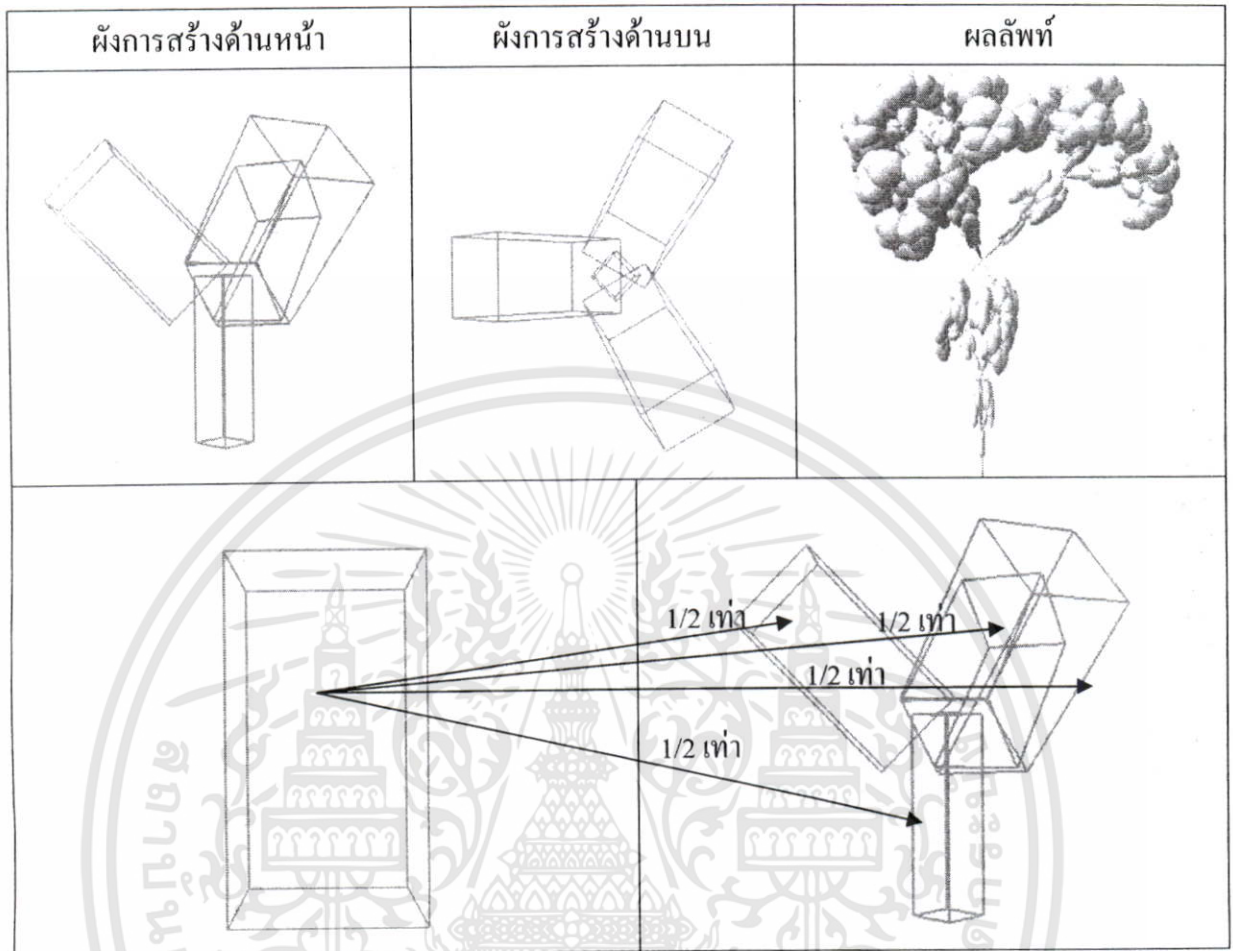 ผังการสร้างด้านหน้า
ผังการสร้างด้านบน
ผลลัพท์
1/2 เท่า
1/2 เท่า
1/2 เท่า
1/2 เท่า